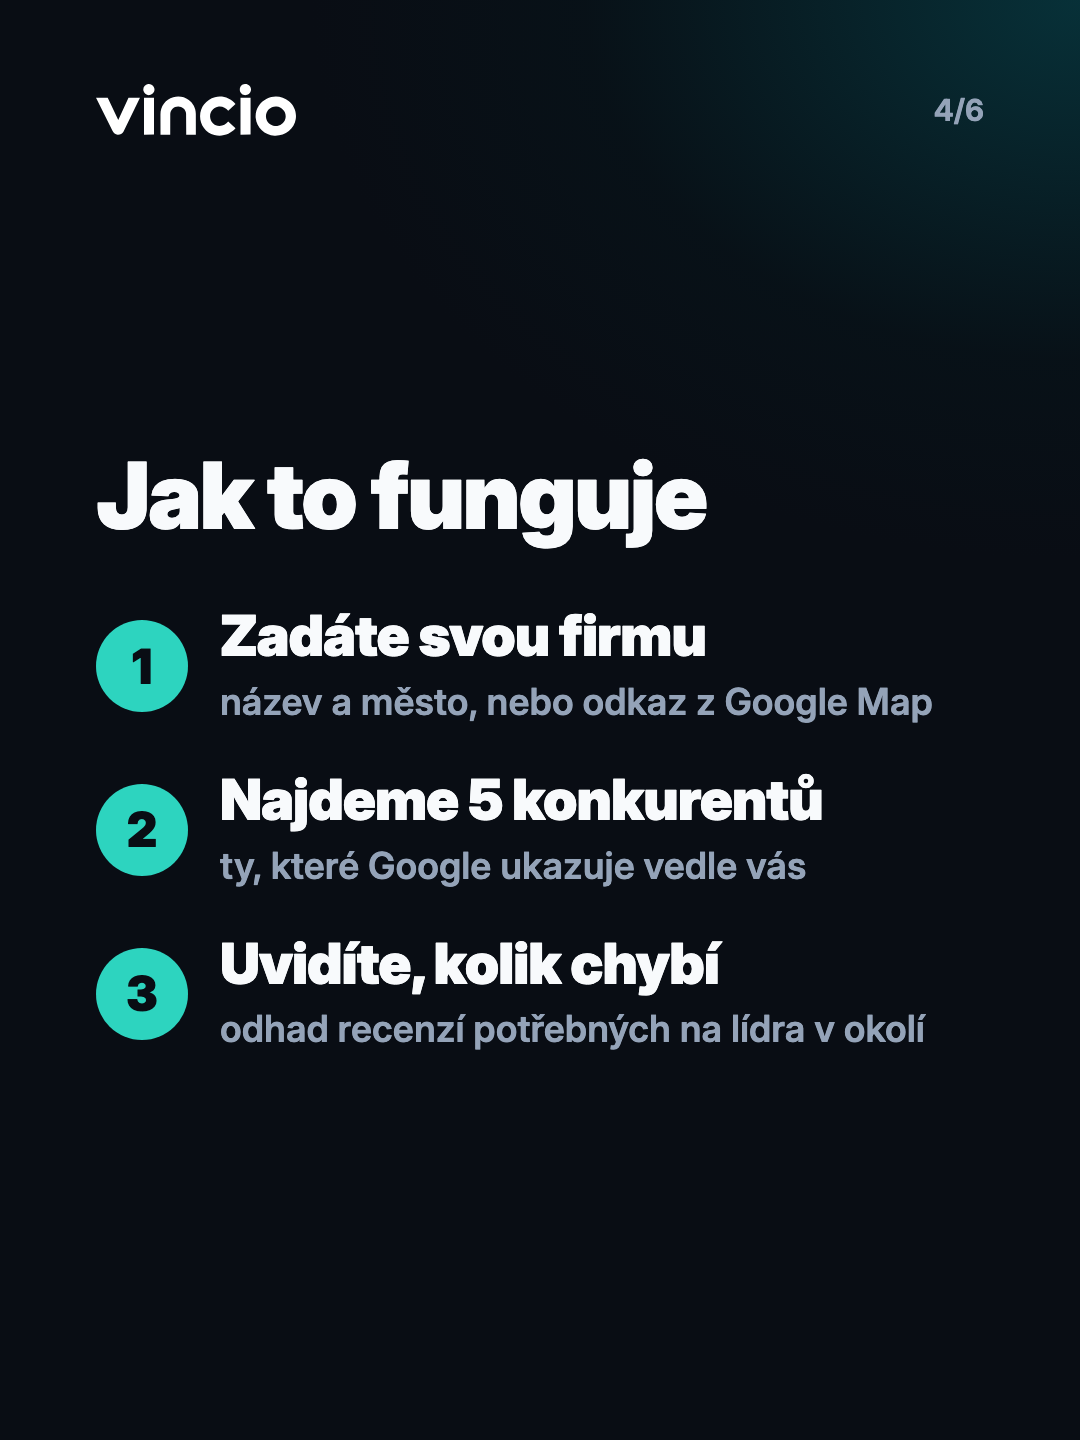 vincio
4/6
Jak to funguje
1
Zadáte svou firmu
název a město, nebo odkaz z Google Map
2
Najdeme 5 konkurentů
ty, které Google ukazuje vedle vás
3
Uvidíte, kolik chybí
odhad recenzí potřebných na lídra v okolí